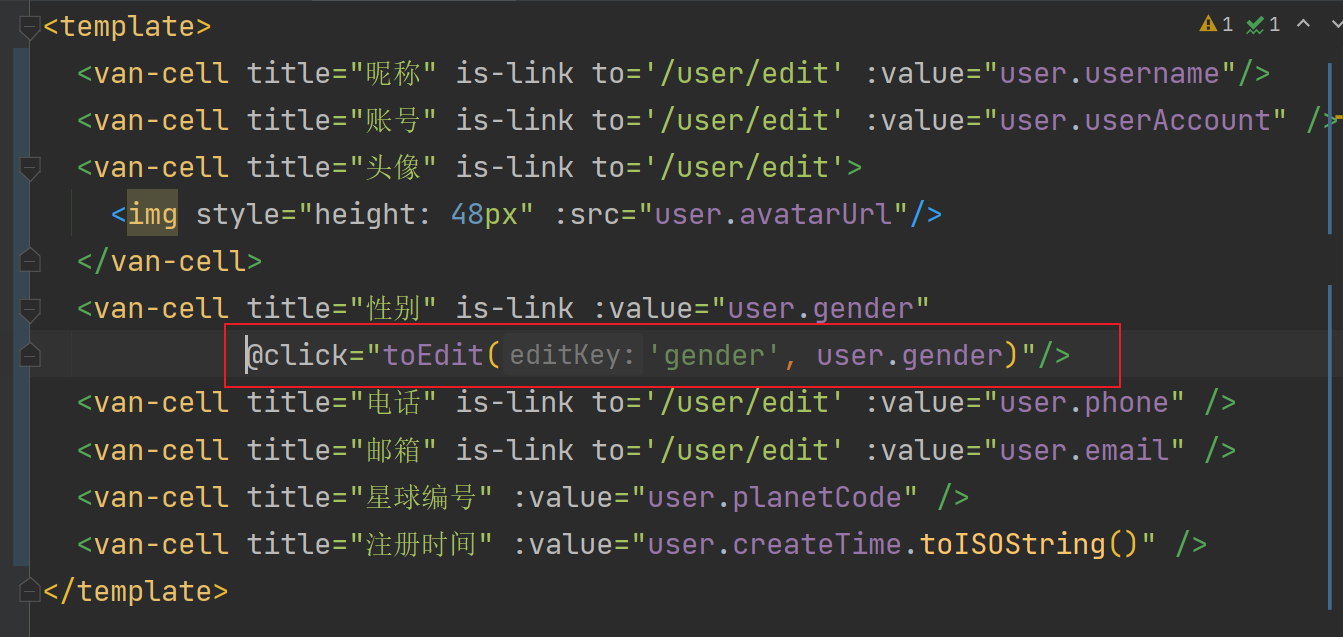 <template>
1 1
<van-cell title="昵称" is-link to='/user/edit' :value="user.username"/>
<van-cell title="账号" is-link to='/user/edit' :value="user.userAccount" />
<van-cell title="头像" is-link to='/user/edit'>
<img style="height: 48px" :src="user.avatarUrl"/>
</van-cell>
<van-cell title="性别" is-link :value="user.gender"
@click="toEdit( editKey: 'gender', user.gender)"/>
<van-cell title="电话" is-link to='/user/edit' :value="user.phone" />
<van-cell title="邮箱" is-link to='/user/edit' :value="user.email" />
<van-cell title="星球编号" :value="user.planetCode" />
<van-cell title="注册时间" :value="user.createTime.toISOString()" />
</template>